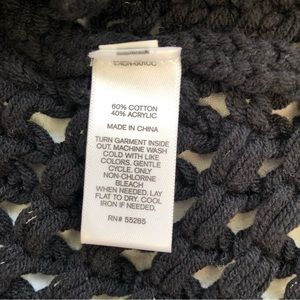 60% COTTON
40% ACRYLIC
MADE IN CHINA
TURN GARMENT INSIDE
OUT. MACHINE WASH
COLD WITH LIKE
COLORS. GENTLE
CYCLE. ONLY
NON-CHLORINE
BLEACH
WHEN NEEDED. LAY
FLAT TO DRY. COOL
IRON IF NEEDED.
RN# 55285